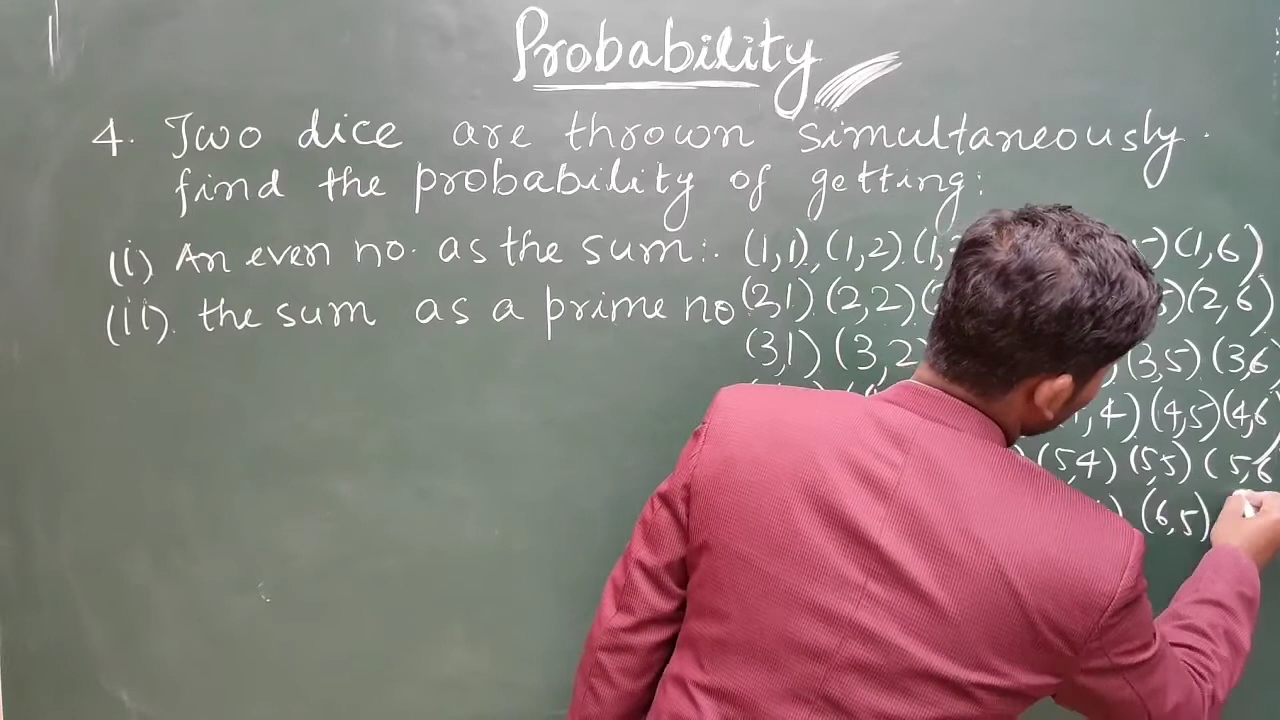 Probability
4. Two dice are thrown simultaneously.
find the probability of getting:
(i) An even no. as the sum:. (1,1), (1,2) (1, (1,6)
(ii). the sum as a prime no (2,1) (2,2) (2,6)
(3,1) (3,2 (3,5) (3,6
,4) (4,5) (4,6
(5,4) (5,5) (5,6
(6,5)